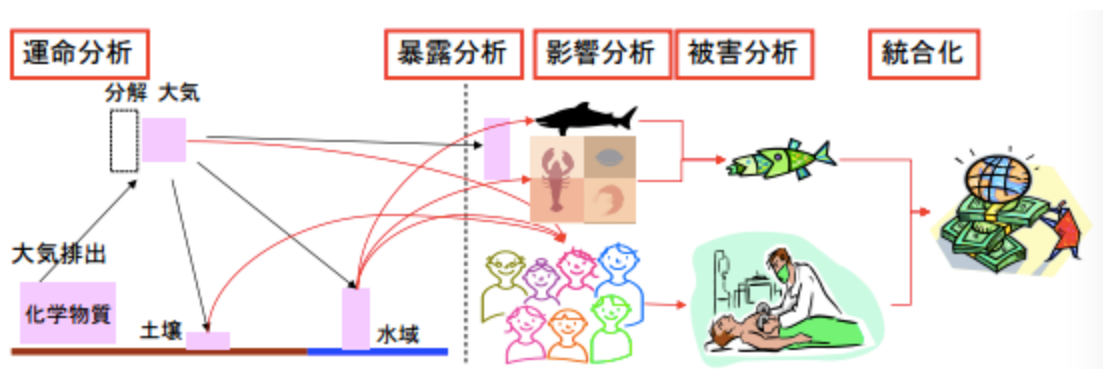 運命分析
暴露分析
影響分析
被害分析
統合化
分解 大気
大気排出
化学物質
土壌
水域